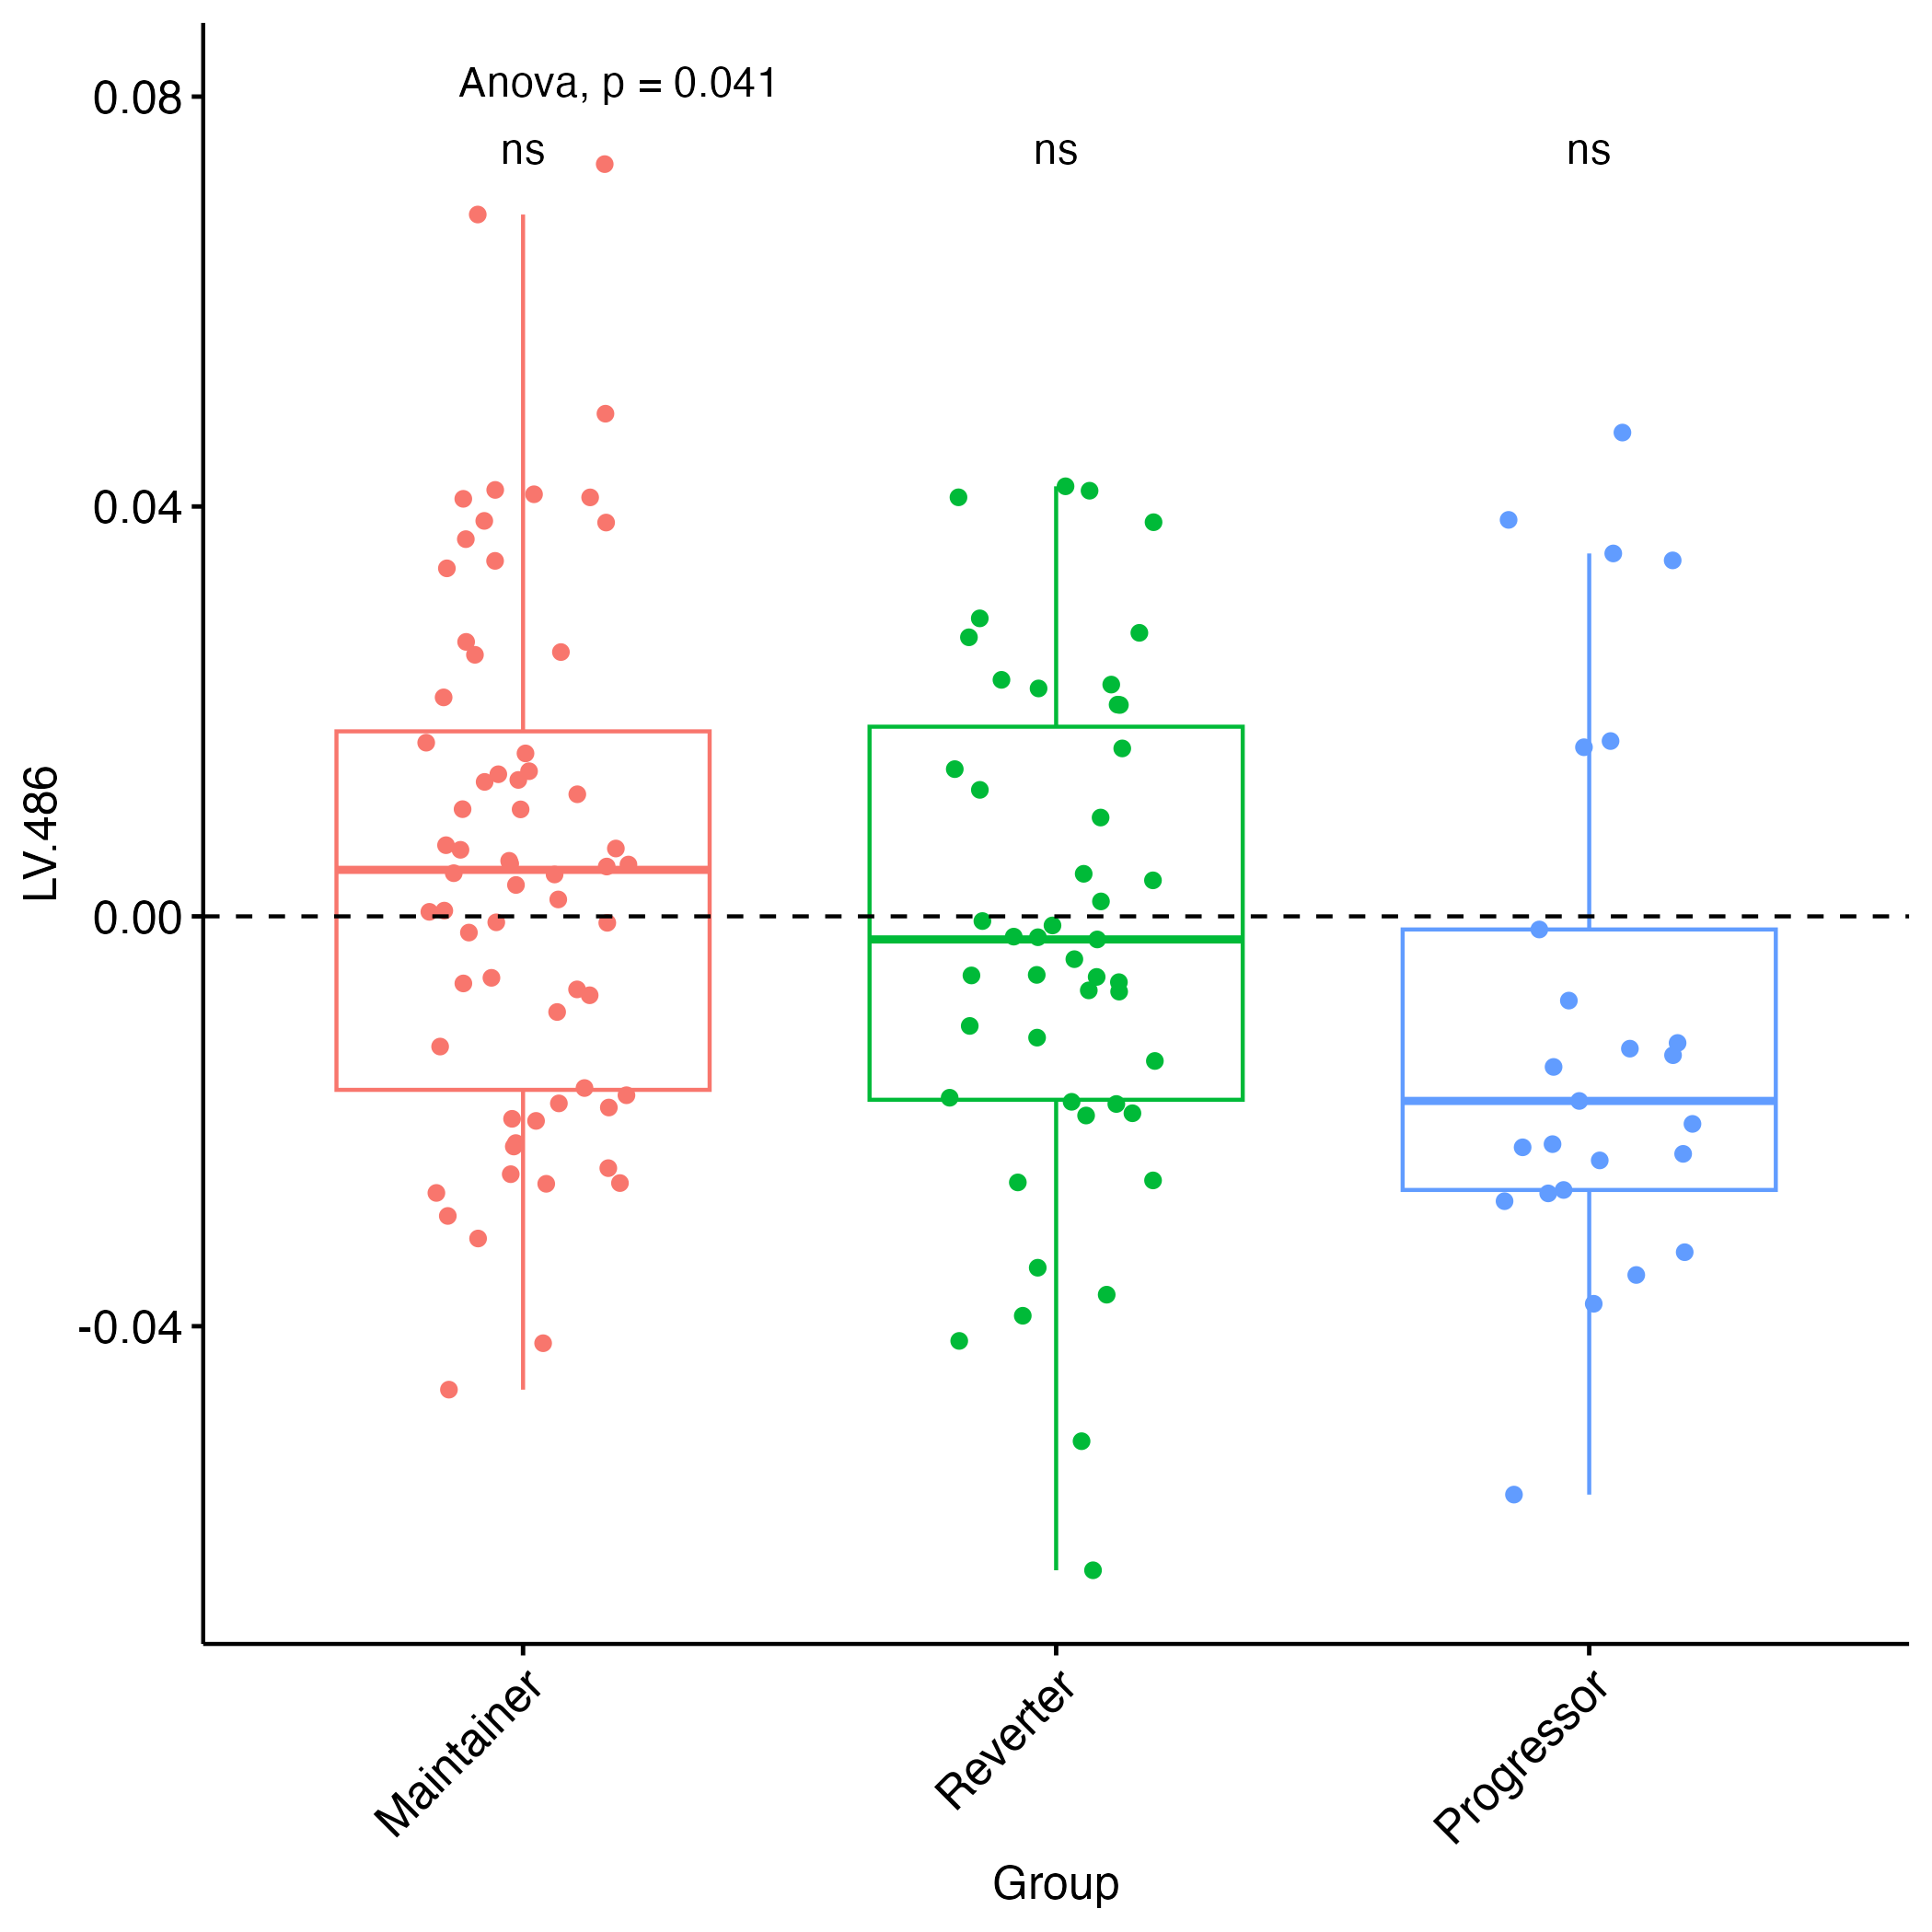 Anova, p = 0.041
ns ns ns
0.08
0.04
0.00
-0.04
LV.486
Maintainer Reverter Progressor
Group